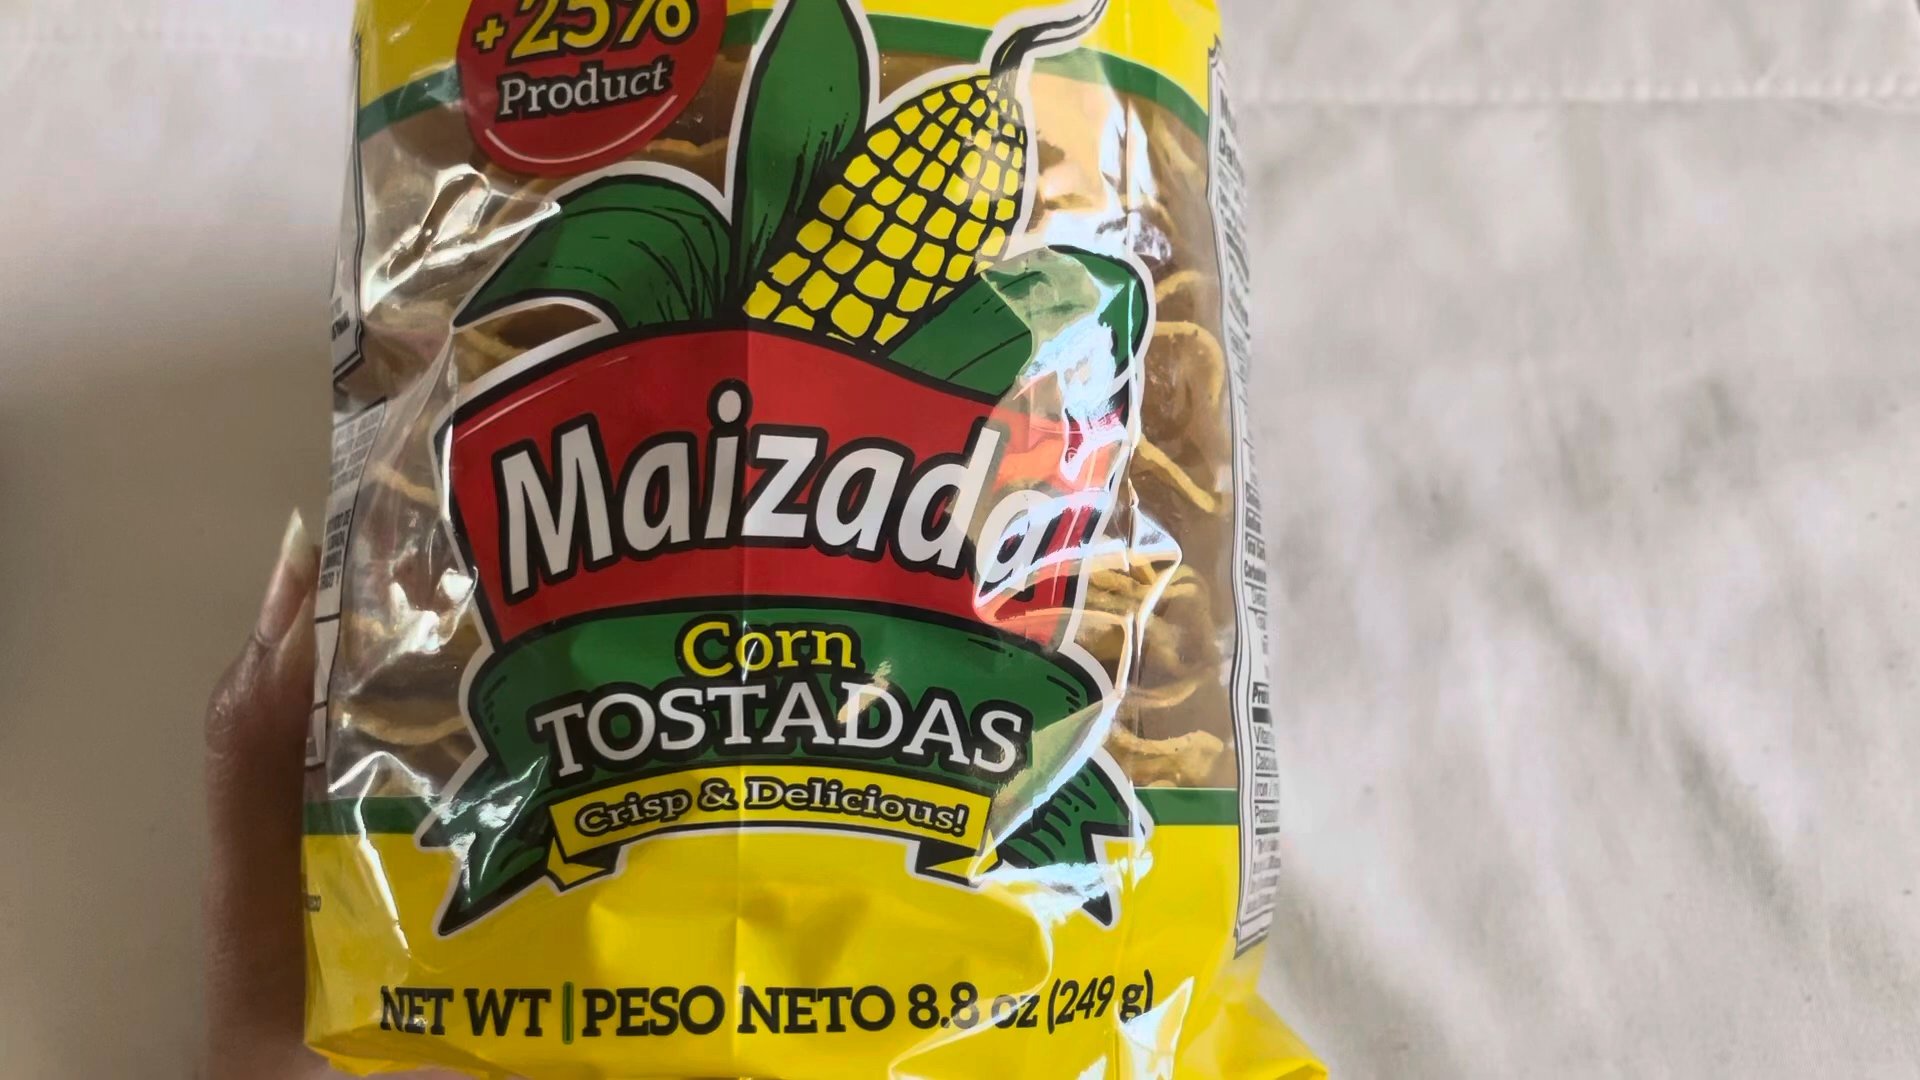 +25%
Product
Maizada
Corn
TOSTADAS
Crisp & Delicious!
NET WT | PESO NETO 8.8 oz (249 g)